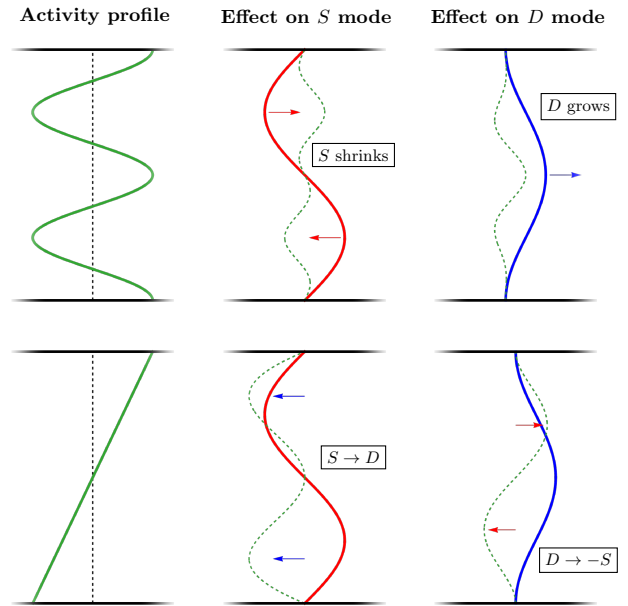 Activity profile
Effect on S mode
Effect on D mode
D grows
S shrinks
S → D
D → −S